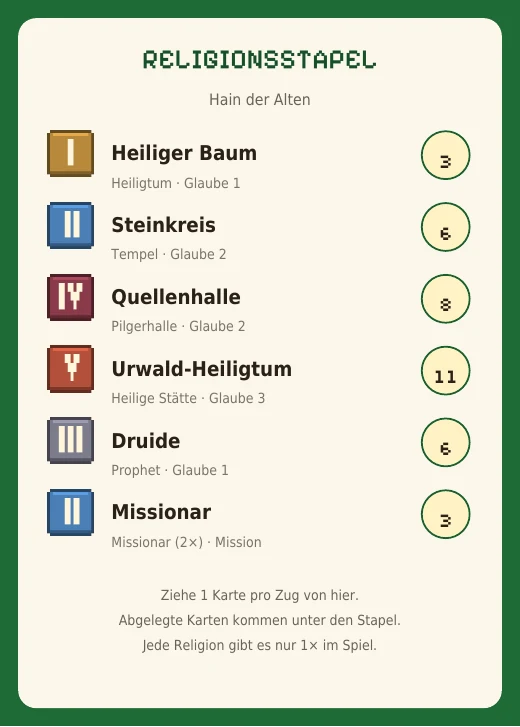 RELIGIONSSTAPEL
Hain der Alten
I Heiliger Baum 3
Heiligtum · Glaube 1
II Steinkreis 6
Tempel · Glaube 2
IV Quellenhalle 8
Pilgerhalle · Glaube 2
V Urwald-Heiligtum 11
Heilige Stätte · Glaube 3
III Druide 6
Prophet · Glaube 1
II Missionar 3
Missionar (2×) · Mission
Ziehe 1 Karte pro Zug von hier.
Abgelegte Karten kommen unter den Stapel.
Jede Religion gibt es nur 1× im Spiel.